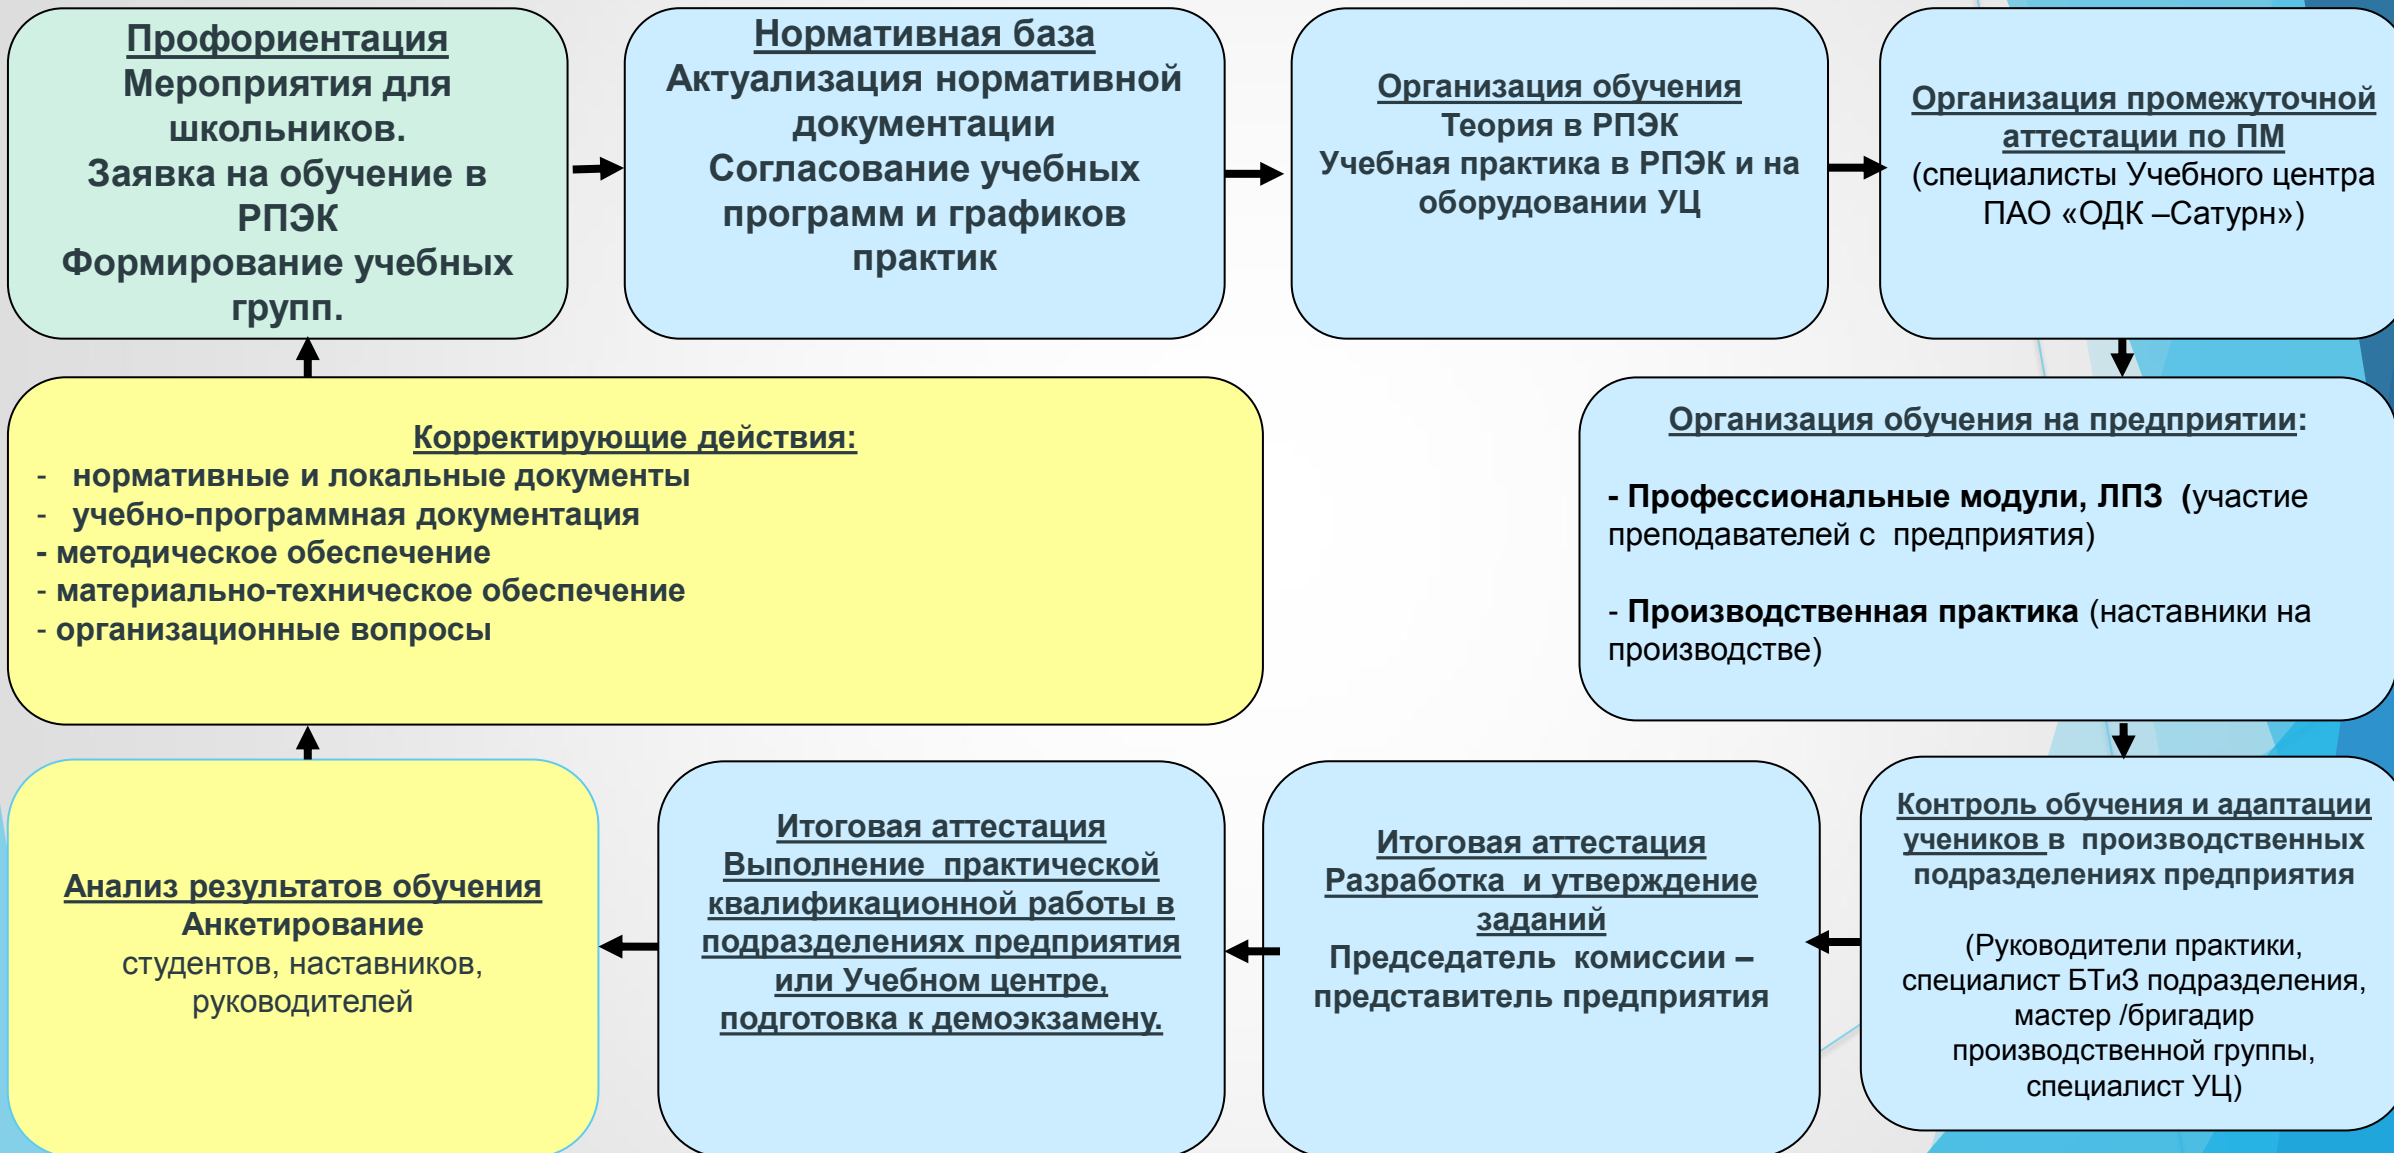 Профориентация
Мероприятия для
школьников.
Заявка на обучение в
РПЭК
Формирование учебных
групп.
Нормативная база
Актуализация нормативной
документации
Согласование учебных
программ и графиков
практик
Организация обучения
Теория в РПЭК
Учебная практика в РПЭК и на
оборудовании УЦ
Организация промежуточной
аттестации по ПМ
(специалисты Учебного центра
ПАО «ОДК –Сатурн»)
Корректирующие действия:
- нормативные и локальные документы
- учебно-программная документация
- методическое обеспечение
- материально-техническое обеспечение
- организационные вопросы
Организация обучения на предприятии:
- Профессиональные модули, ЛПЗ (участие
преподавателей с предприятия)
- Производственная практика (наставники на
производстве)
Анализ результатов обучения
Анкетирование
студентов, наставников,
руководителей
Итоговая аттестация
Выполнение практической
квалификационной работы в
подразделениях предприятия
или Учебном центре,
подготовка к демоэкзамену.
Итоговая аттестация
Разработка и утверждение
заданий
Председатель комиссии –
представитель предприятия
Контроль обучения и адаптации
учеников в производственных
подразделениях предприятия
(Руководители практики,
специалист БТиЗ подразделения,
мастер /бригадир
производственной группы,
специалист УЦ)